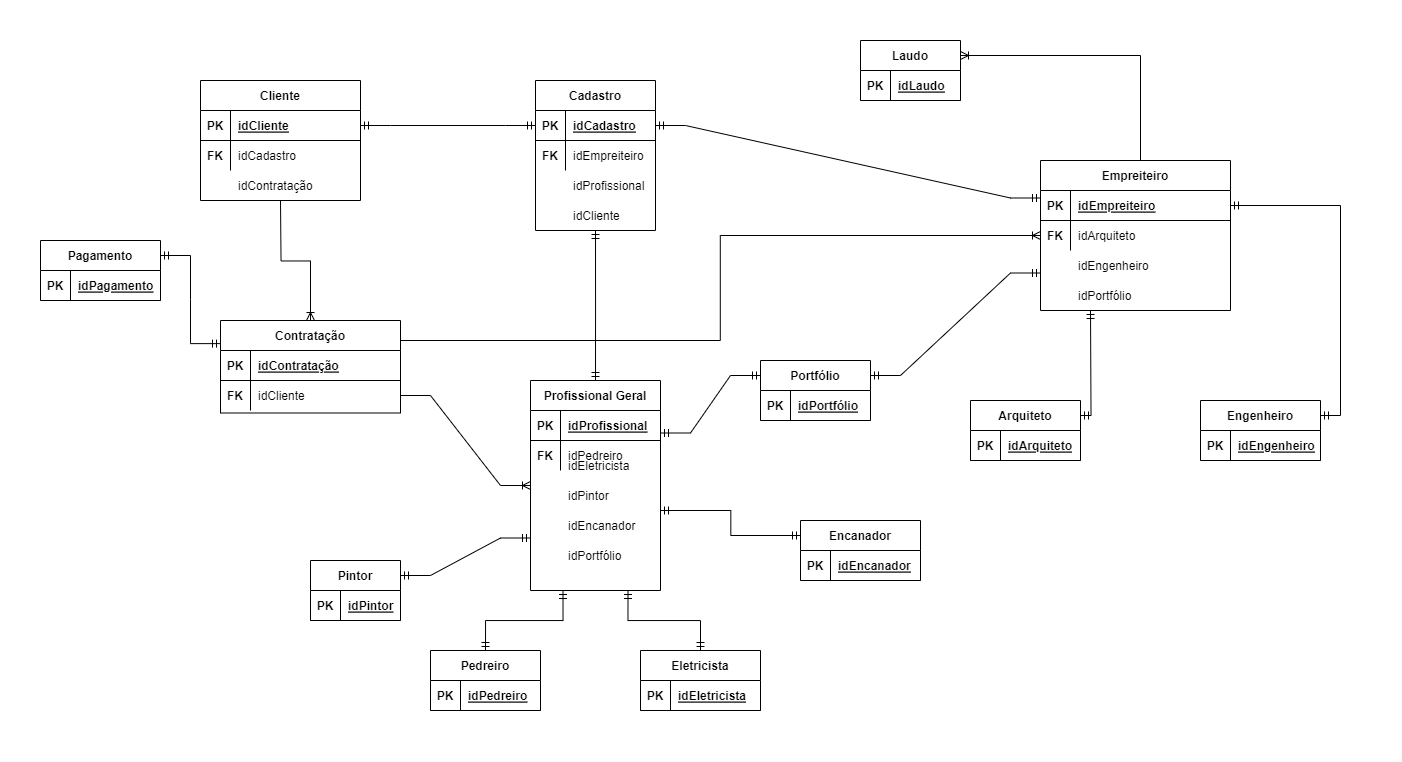 Laudo
PK idLaudo
Cliente
PK idCliente
FK idCadastro
idContratação
Cadastro
PK idCadastro
FK idEmpreiteiro
idProfissional
idCliente
Empreiteiro
PK idEmpreiteiro
FK idArquiteto
idEngenheiro
idPortfólio
Pagamento
PK idPagamento
Contratação
PK idContratação
FK idCliente
Portfólio
PK idPortfólio
Profissional Geral
PK idProfissional
FK idPedreiro
idEletricista
idPintor
idEncanador
idPortfólio
Arquiteto
PK idArquiteto
Engenheiro
PK idEngenheiro
Encanador
PK idEncanador
Pintor
PK idPintor
Pedreiro
PK idPedreiro
Eletricista
PK idEletricista